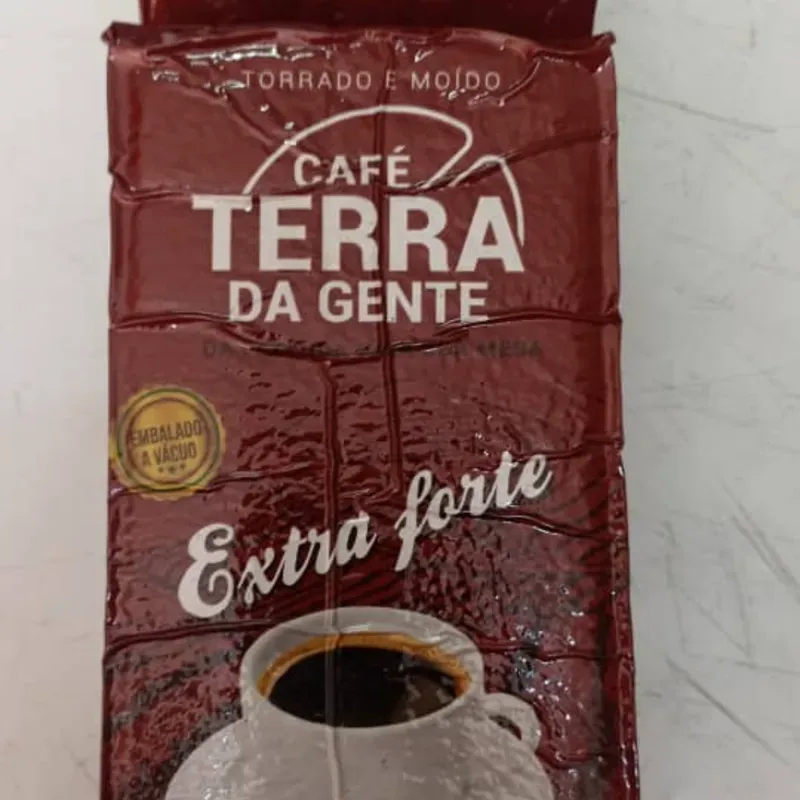 TORRADO E MOÍDO
CAFÉ
TERRA
DA GENTE
EMBALADO
A VÁCUO
Extra forte